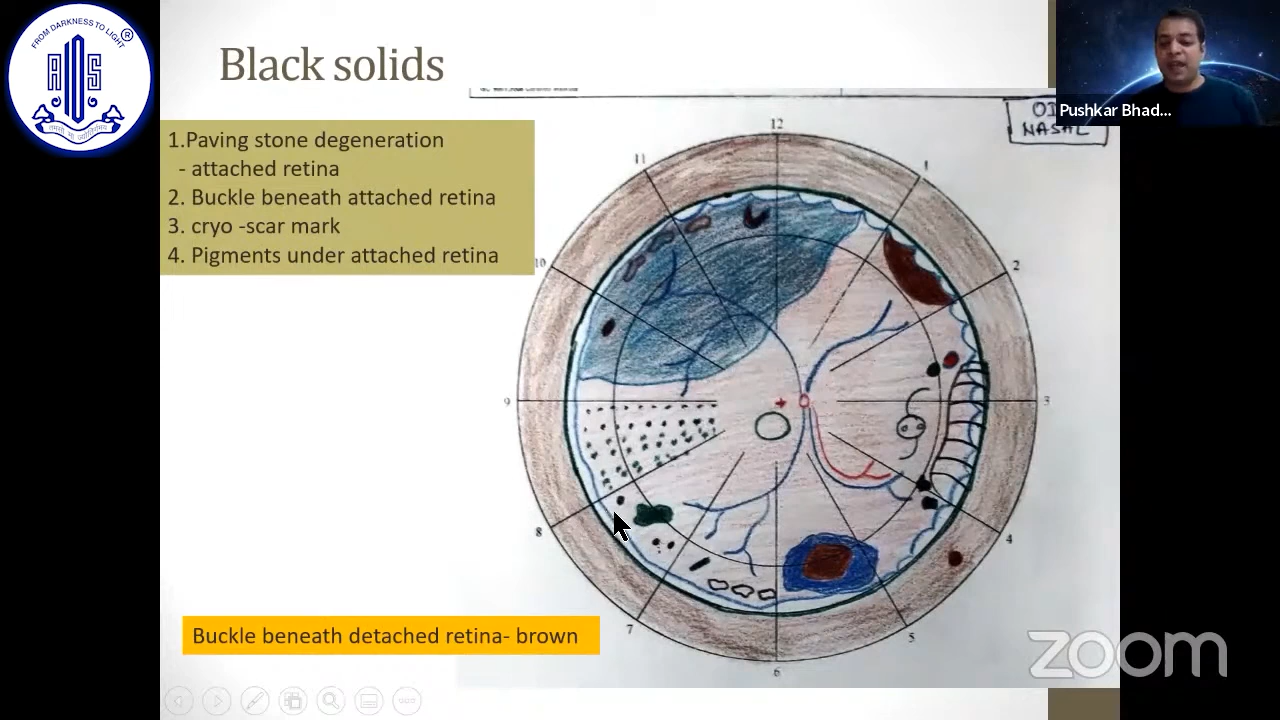 FROM DARKNESS TO LIGHT
®
Black solids
Pushkar Bhad...
NASAL
1.Paving stone degeneration
- attached retina
2. Buckle beneath attached retina
3. cryo -scar mark
4. Pigments under attached retina
12
11
1
10
2
9
3
8
4
7
5
6
Buckle beneath detached retina- brown
zoom